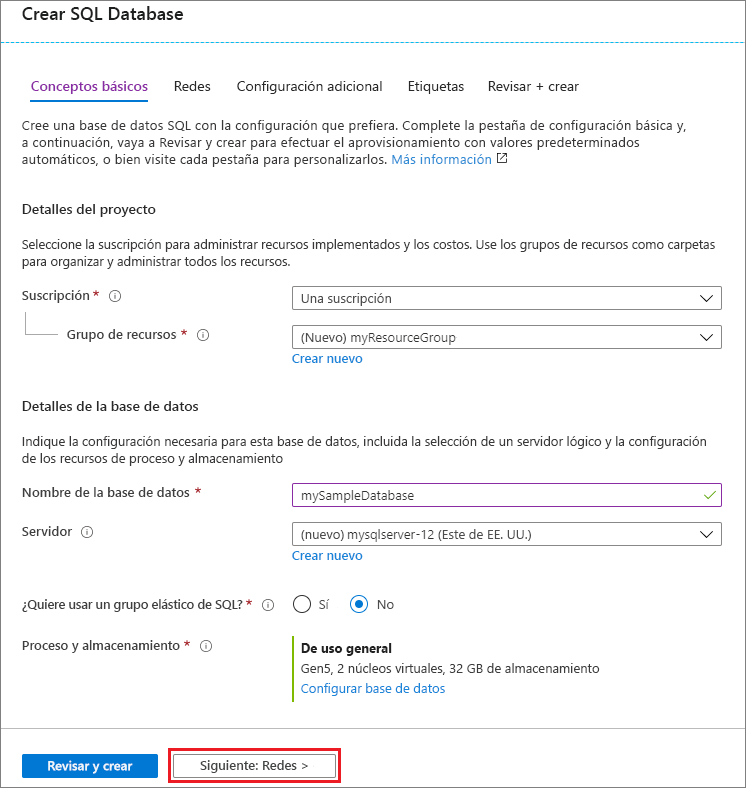 Crear SQL Database
Conceptos básicos Redes Configuración adicional Etiquetas Revisar + crear
Cree una base de datos SQL con la configuración que prefiera. Complete la pestaña de configuración básica y,
a continuación, vaya a Revisar y crear para efectuar el aprovisionamiento con valores predeterminados
automáticos, o bien visite cada pestaña para personalizarlos. Más información
Detalles del proyecto
Seleccione la suscripción para administrar recursos implementados y los costos. Use los grupos de recursos como carpetas
para organizar y administrar todos los recursos.
Suscripción * Una suscripción
Grupo de recursos * (Nuevo) myResourceGroup
Crear nuevo
Detalles de la base de datos
Indique la configuración necesaria para esta base de datos, incluida la selección de un servidor lógico y la configuración
de los recursos de proceso y almacenamiento
Nombre de la base de datos * mySampleDatabase
Servidor (nuevo) mysqlserver-12 (Este de EE. UU.)
Crear nuevo
¿Quiere usar un grupo elástico de SQL? * Sí No
Proceso y almacenamiento * De uso general
Gen5, 2 núcleos virtuales, 32 GB de almacenamiento
Configurar base de datos
Revisar y crear Siguiente: Redes >